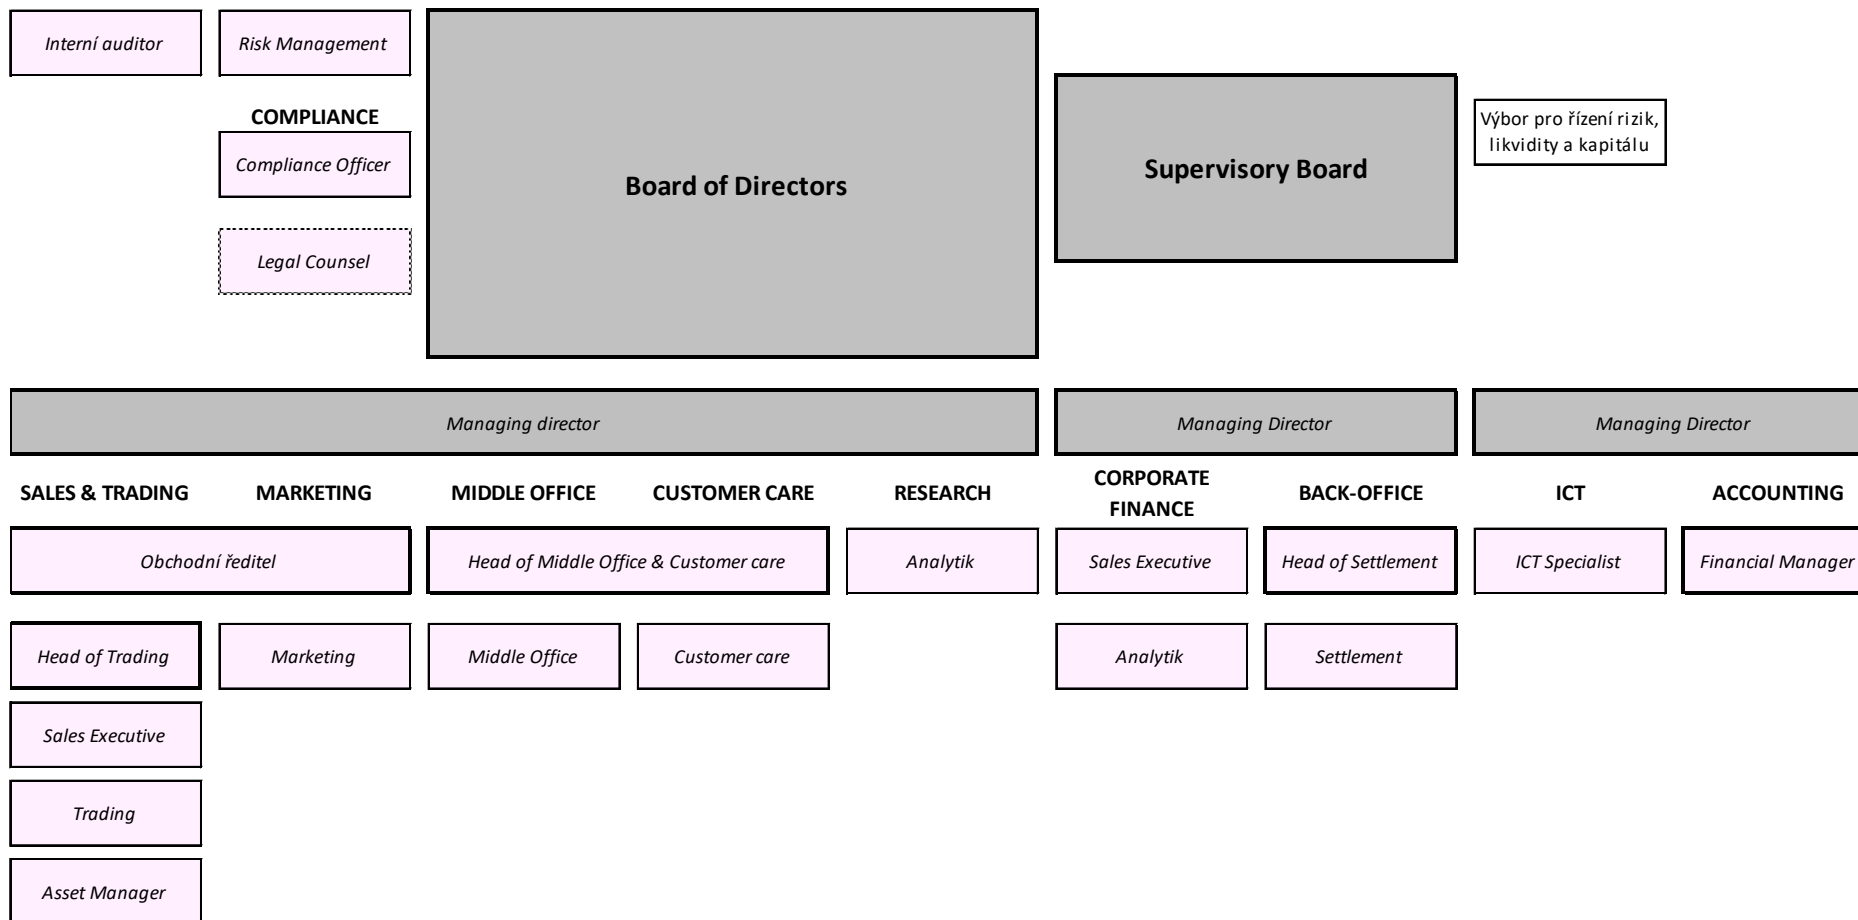 Interní auditor
Risk Management
COMPLIANCE
Compliance Officer
Legal Counsel
Board of Directors
Supervisory Board
Výbor pro řízení rizik,
likvidity a kapitálu
Managing director
Managing Director
Managing Director
SALES & TRADING
MARKETING
MIDDLE OFFICE
CUSTOMER CARE
RESEARCH
CORPORATE
FINANCE
BACK-OFFICE
ICT
ACCOUNTING
Obchodní ředitel
Head of Middle Office & Customer care
Analytik
Sales Executive
Head of Settlement
ICT Specialist
Financial Manager
Head of Trading
Marketing
Middle Office
Customer care
Analytik
Settlement
Sales Executive
Trading
Asset Manager